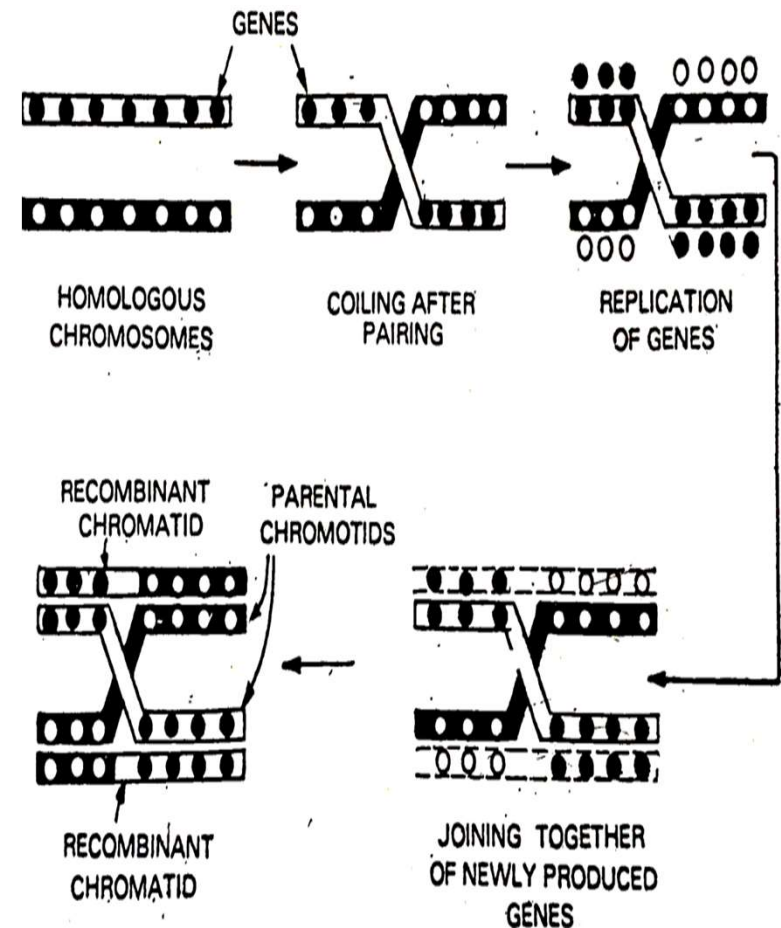 GENES
HOMOLOGOUS
CHROMOSOMES
COILING AFTER
PAIRING
REPLICATION
OF GENES
RECOMBINANT
CHROMATID
PARENTAL
CHROMOTIDS
RECOMBINANT
CHROMATID
JOINING TOGETHER
OF NEWLY PRODUCED
GENES